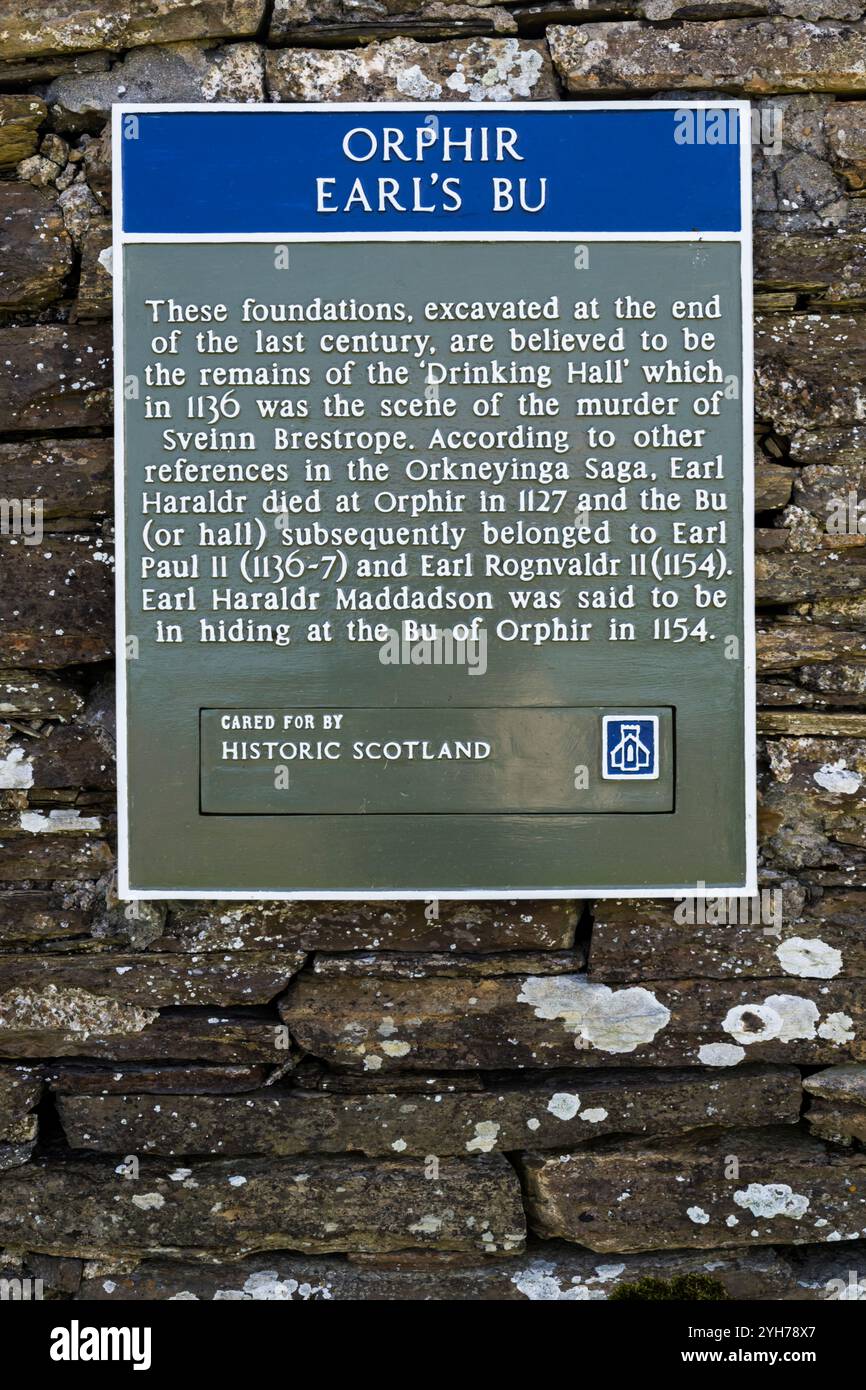 ORPHIR
EARL'S BU
These foundations, excavated at the end
of the last century, are believed to be
the remains of the 'Drinking Hall' which
in 1136 was the scene of the murder of
Sveinn Brestrope. According to other
references in the Orkneyinga Saga, Earl
Haraldr died at Orphir in 1127 and the Bu
(or hall) subsequently belonged to Earl
Paul II (1136-7) and Earl Rognvaldr II (1154).
Earl Haraldr Maddadson was said to be
in hiding at the Bu of Orphir in 1154.
CARED FOR BY
HISTORIC SCOTLAND
alamy
Image ID: 2YH78X7
www.alamy.com